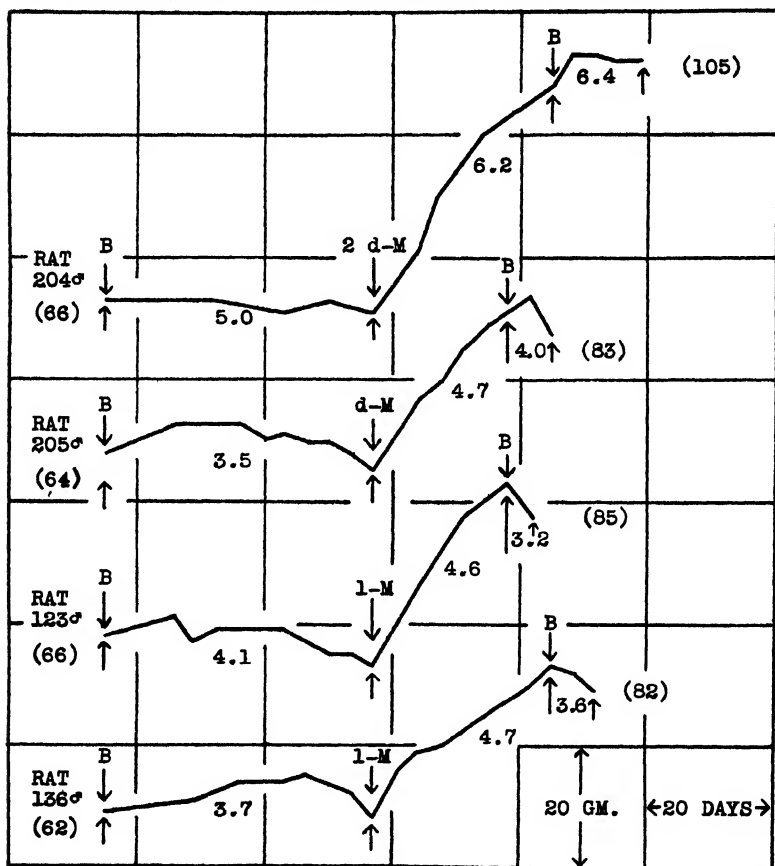 B
6.4
(105)
6.2
RAT
204♂
(66)
B
2 d-M
5.0
B
4.0
(83)
4.7
RAT
205♂
(64)
B
d-M
3.5
B
3.2
(85)
4.6
RAT
123♂
(66)
B
l-M
4.1
B
3.6
(82)
4.7
RAT
136♂
(62)
B
l-M
3.7
20 GM.
20 DAYS